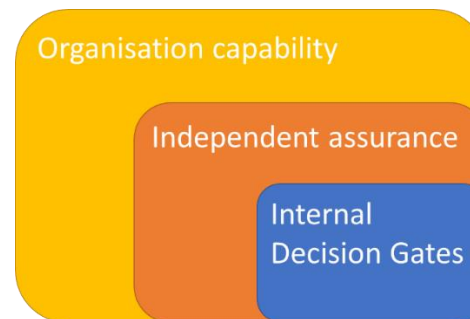 Organisation capability
Independent assurance
Internal
Decision Gates